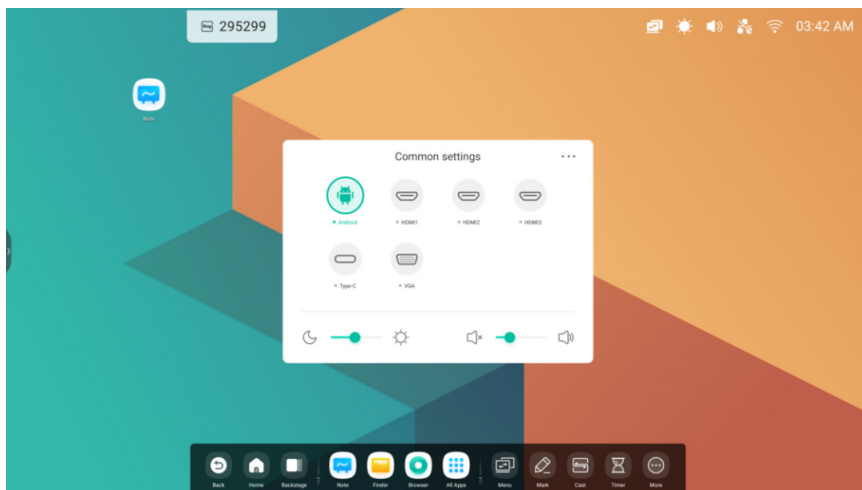 295299
03:42 AM
Note
Common settings
Android
HDMI1
HDMI2
HDMI3
Type-C
VGA
Back
Home
Backstage
Note
Finder
Browser
All Apps
Menu
Mark
Cast
Timer
More